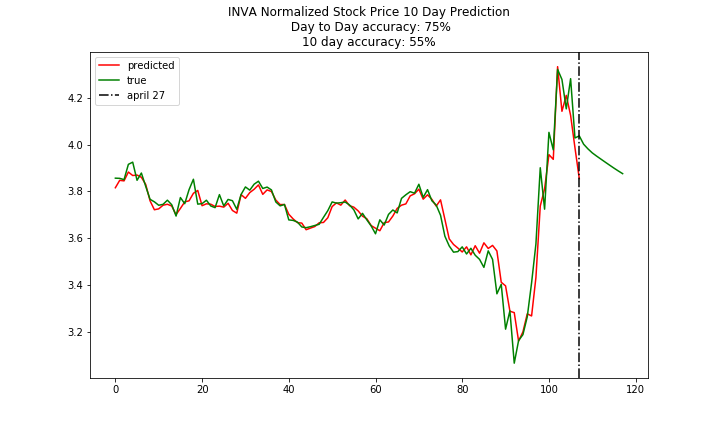 INVA Normalized Stock Price 10 Day Prediction
Day to Day accuracy: 75%
10 day accuracy: 55%
predicted
true
april 27
4.2
4.0
3.8
3.6
3.4
3.2
0 20 40 60 80 100 120